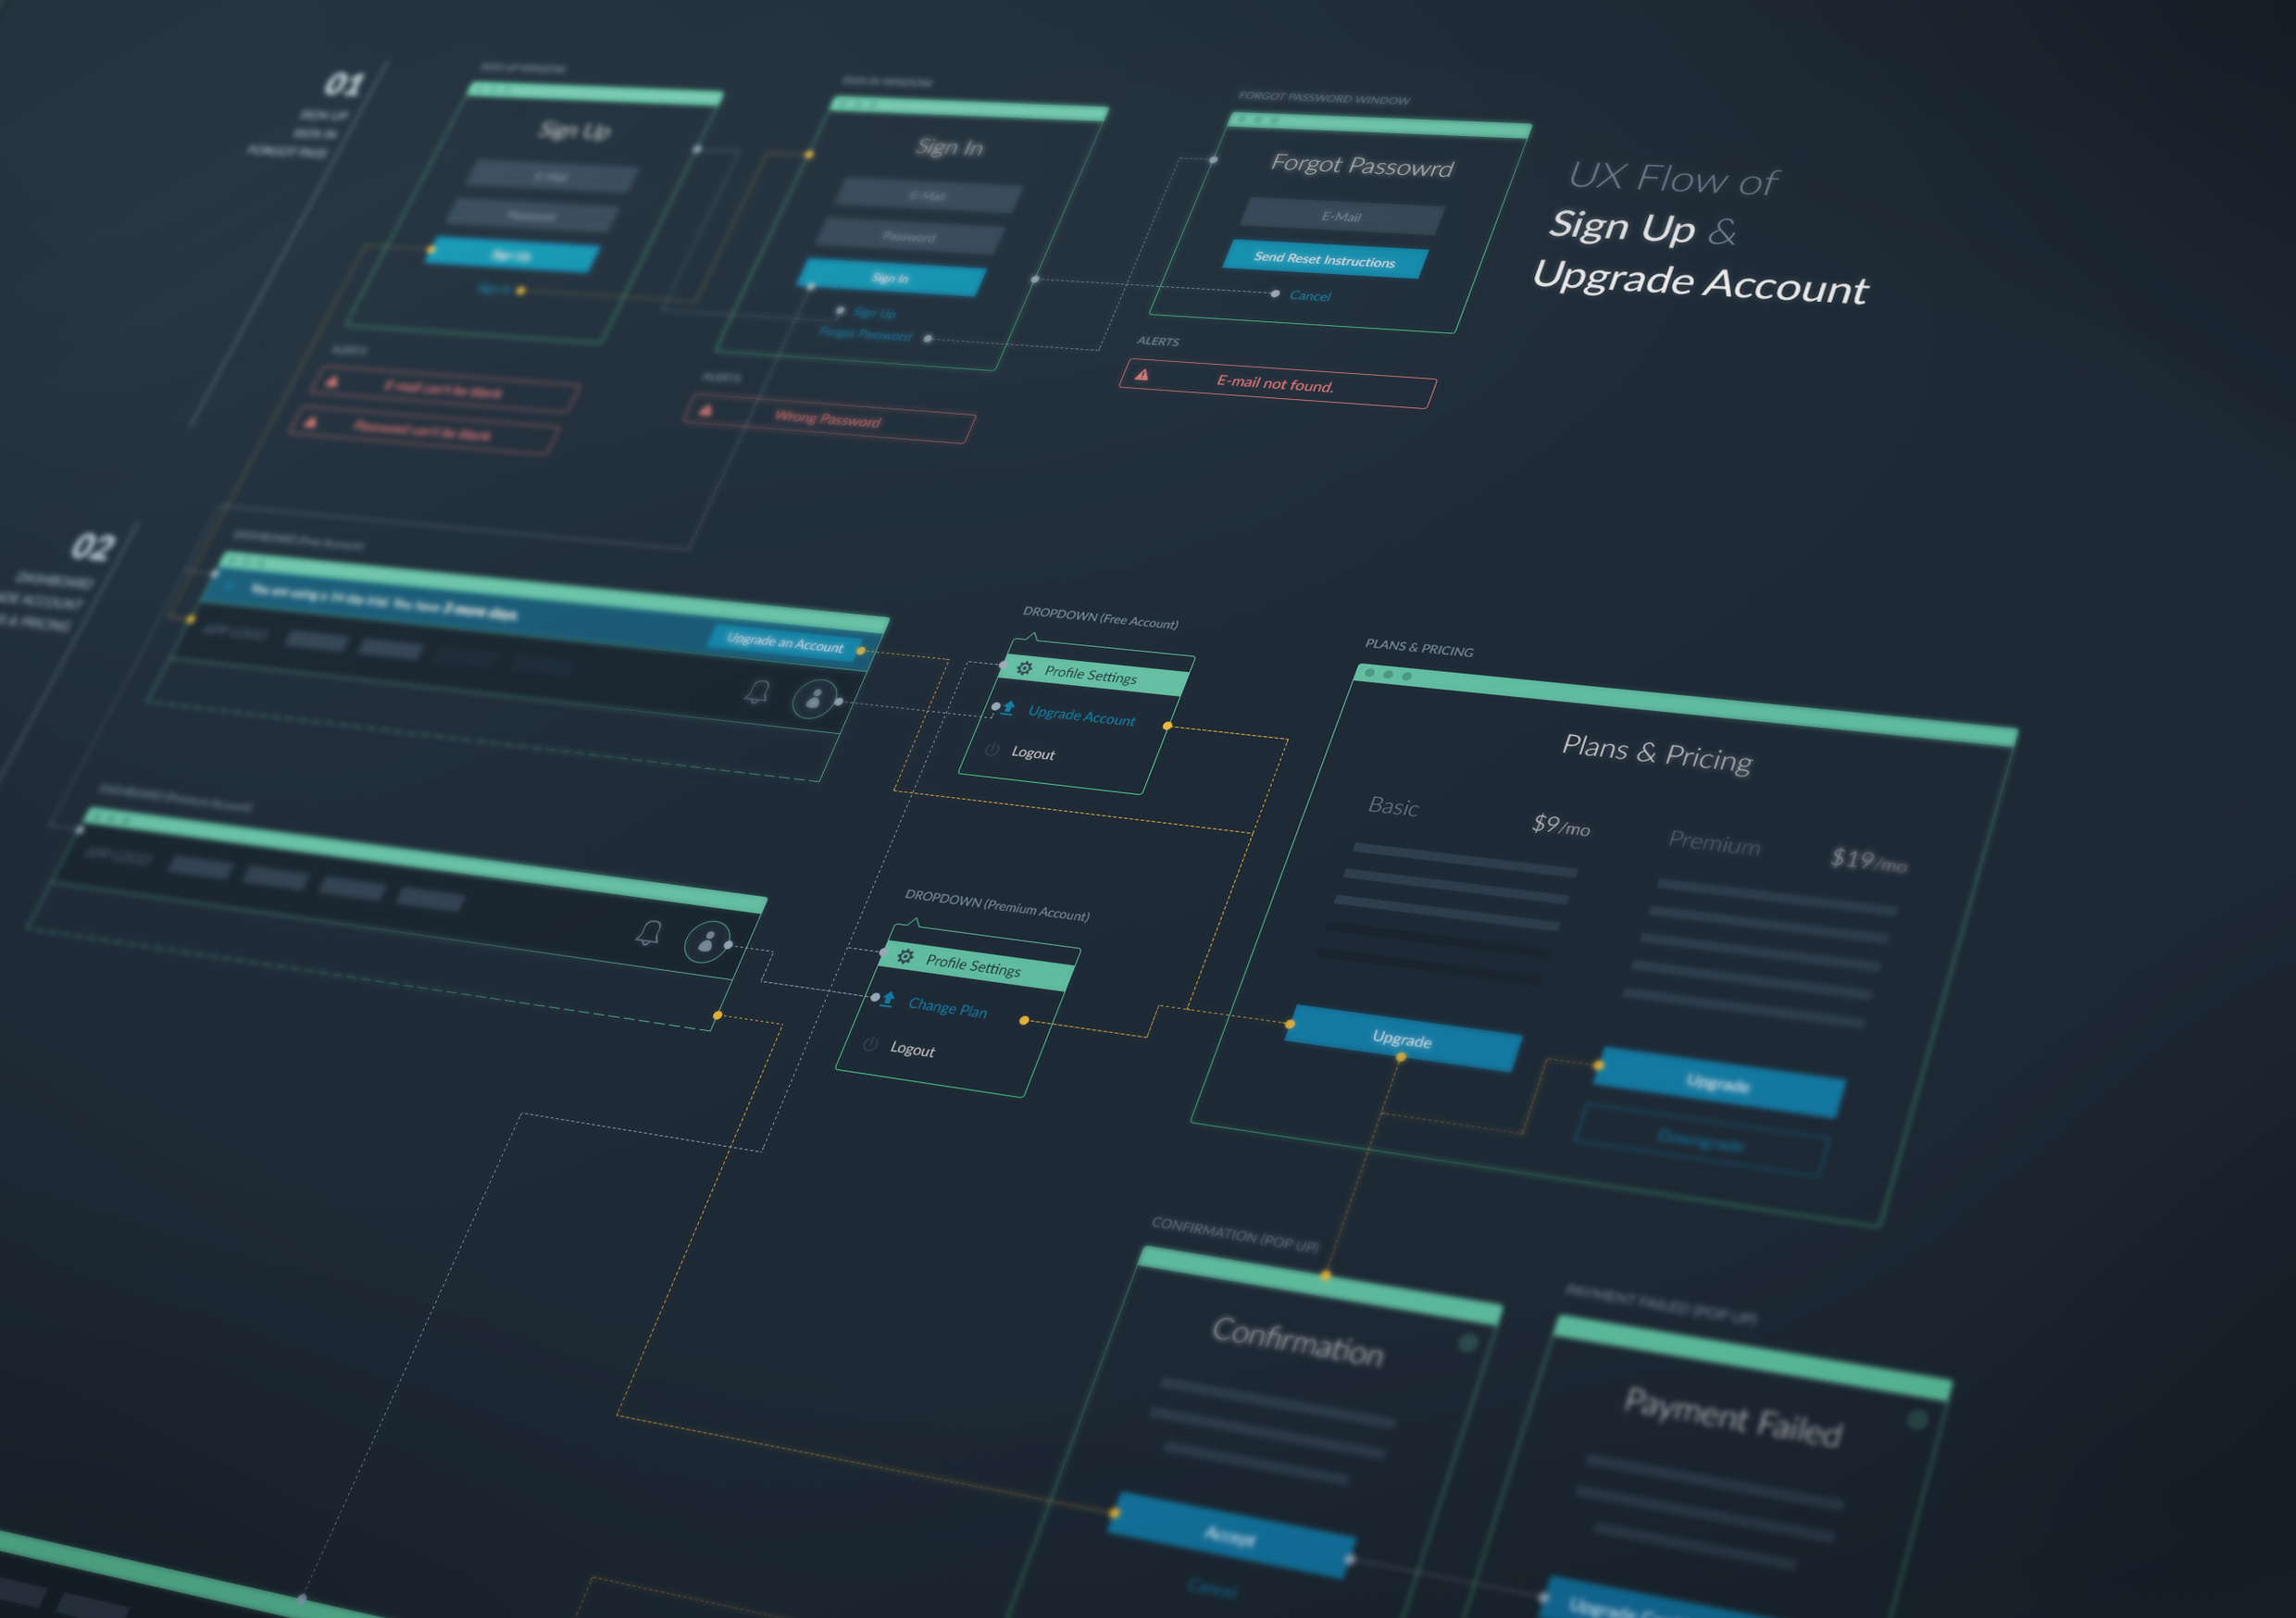 01
SIGN UP
SIGN IN
FORGOT PASS
SIGN UP WINDOW
Sign Up
E-Mail
Password
Sign Up
Sign In
ALERTS
E-mail can't be blank
Password can't be blank
SIGN IN WINDOW
Sign In
E-Mail
Password
Sign In
Sign Up
Forgot Password
ALERTS
Wrong Password
FORGOT PASSWORD WINDOW
Forgot Passowrd
E-Mail
Send Reset Instructions
Cancel
ALERTS
E-mail not found.
UX Flow of
Sign Up &
Upgrade Account
02
DASHBOARD
ACCOUNT
& PRICING
DASHBOARD (Free Account)
You are using a 14 day trial. You have 3 more days.
Upgrade an Account
APP LOGO
DROPDOWN (Free Account)
Profile Settings
Upgrade Account
Logout
DASHBOARD (Premium Account)
APP LOGO
DROPDOWN (Premium Account)
Profile Settings
Change Plan
Logout
PLANS & PRICING
Plans & Pricing
Basic
$9/mo
Premium
$19/mo
Upgrade
Upgrade
Downgrade
CONFIRMATION (POP UP)
Confirmation
Accept
Cancel
PAYMENT FAILED (POP UP)
Payment Failed
Upgrade